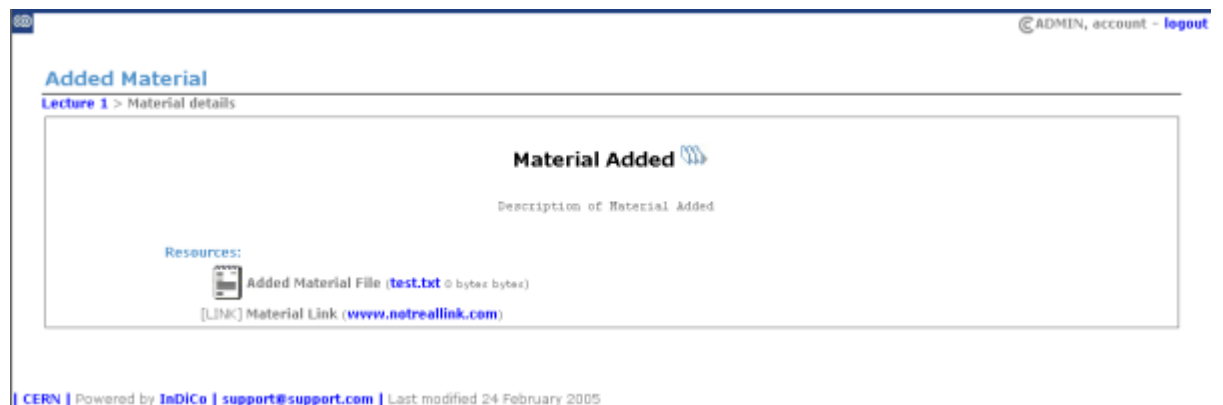 ADMIN, account - logout
Added Material
Lecture 1 > Material details
Material Added
Description of Material Added
Resources:
Added Material File (test.txt 0 bytes bytes)
[LINK] Material Link (www.notreallink.com)
| CERN | Powered by InDiCo | support@support.com | Last modified 24 February 2005